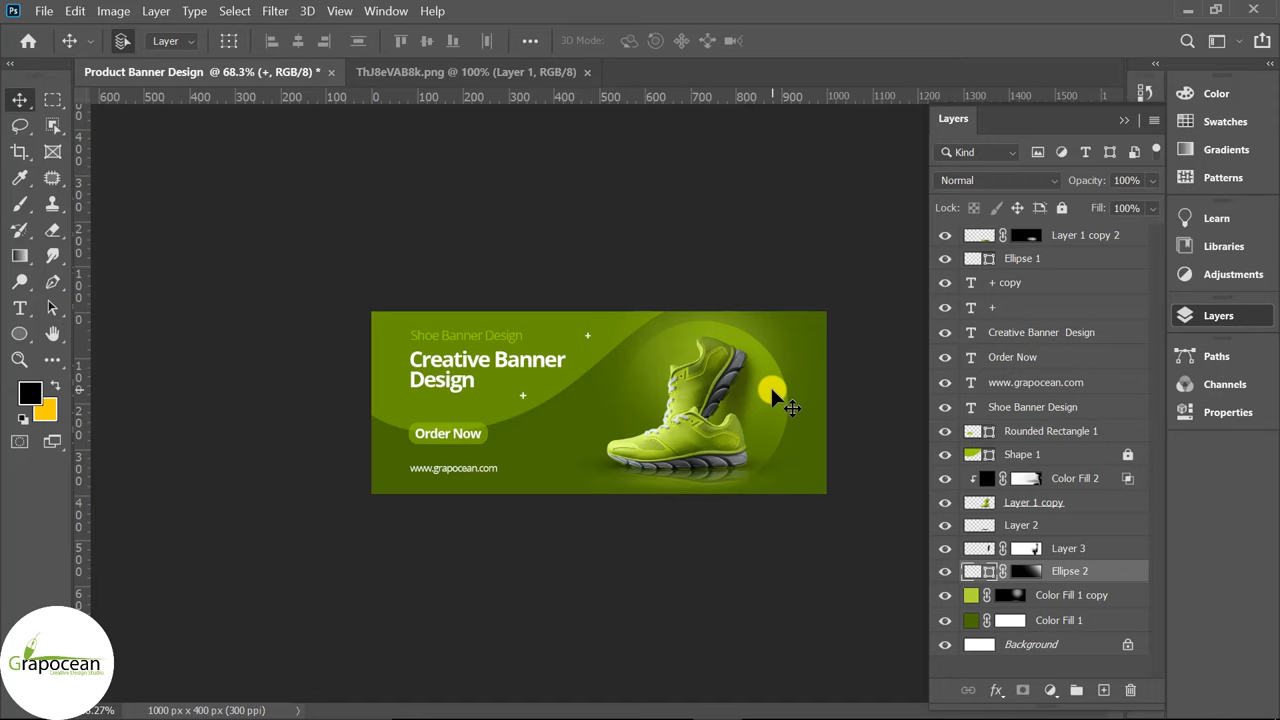 Ps File Edit Image Layer Type Select Filter 3D View Window Help
Layer 3D Mode:
Product Banner Design @ 68.3% (+, RGB/8) * × ThJ8eVAB8k.png @ 100% (Layer 1, RGB/8) ×
600 500 400 300 200 100 0 100 200 300 400 500 600 700 800 900 1000 1100 1200 1300 1400 1500
Layers
Kind
Normal Opacity: 100%
Lock: Fill: 100%
Layer 1 copy 2
Ellipse 1
T + copy
T +
T Creative Banner Design
T Order Now
T www.grapocean.com
T Shoe Banner Design
Rounded Rectangle 1
Shape 1
Color Fill 2
Layer 1 copy
Layer 2
Layer 3
Ellipse 2
Color Fill 1 copy
Color Fill 1
Background
fx
Color
Swatches
Gradients
Patterns
Learn
Libraries
Adjustments
Layers
Paths
Channels
Properties
Shoe Banner Design
+
Creative Banner
Design
+
Order Now
www.grapocean.com
Grapocean
Creative Design Studio
1000 px x 400 px (300 ppi)